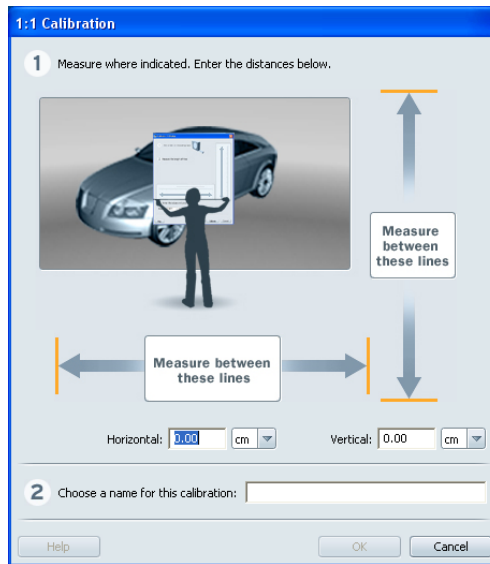 1:1 Calibration
1 Measure where indicated. Enter the distances below.
Measure
between
these lines
Measure between
these lines
Horizontal: 0.00 cm Vertical: 0.00 cm
2 Choose a name for this calibration:
Help OK Cancel